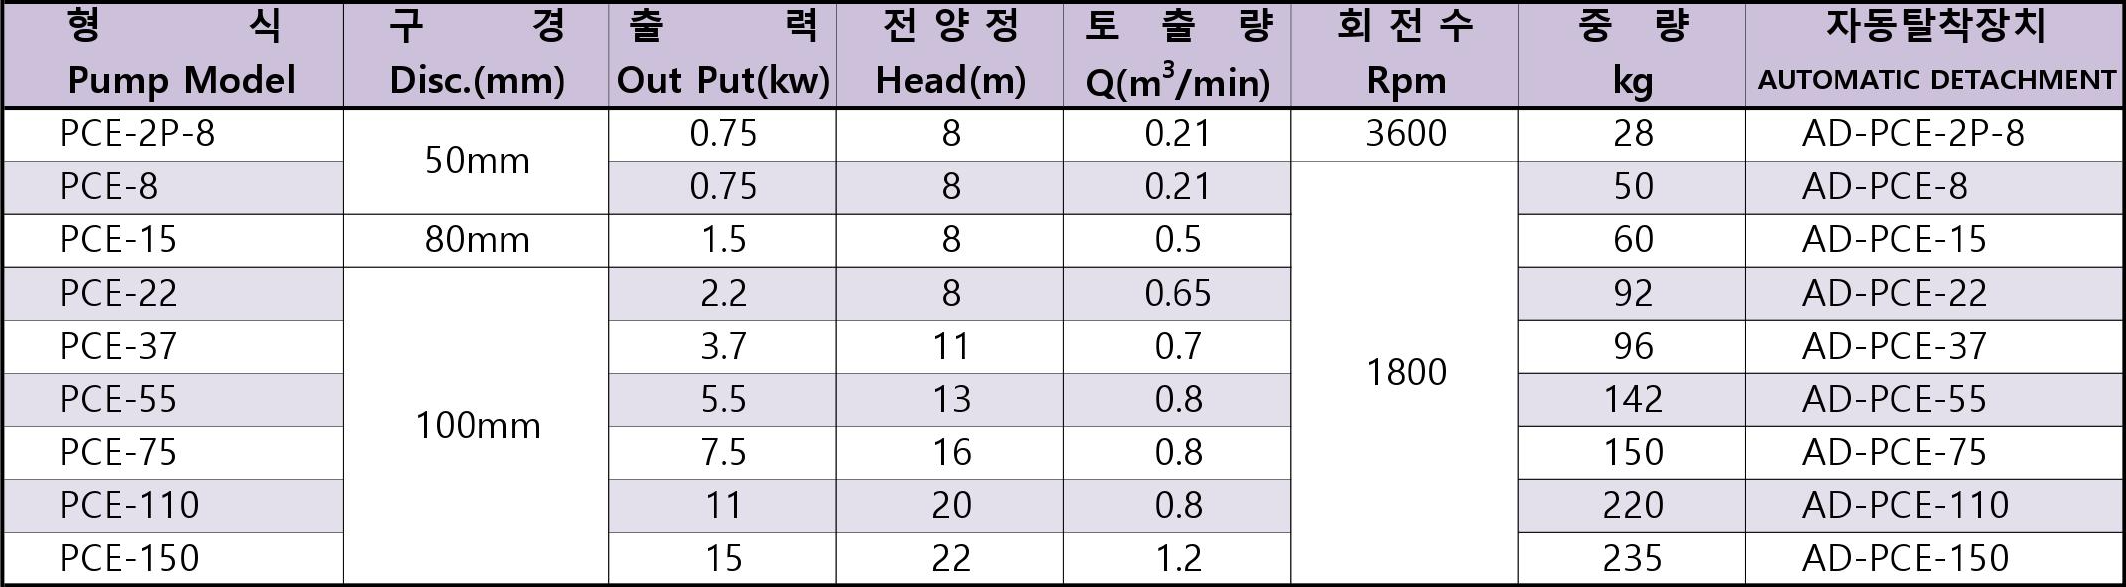 형 식 구 경 출 력 전 양 정 토 출 량 회 전 수 중 량 자동탈착장치
Pump Model Disc.(mm) Out Put(kw) Head(m) Q(m³/min) Rpm kg AUTOMATIC DETACHMENT
PCE-2P-8 50mm 0.75 8 0.21 3600 28 AD-PCE-2P-8
PCE-8 0.75 8 0.21 1800 50 AD-PCE-8
PCE-15 80mm 1.5 8 0.5 60 AD-PCE-15
PCE-22 100mm 2.2 8 0.65 92 AD-PCE-22
PCE-37 3.7 11 0.7 96 AD-PCE-37
PCE-55 5.5 13 0.8 142 AD-PCE-55
PCE-75 7.5 16 0.8 150 AD-PCE-75
PCE-110 11 20 0.8 220 AD-PCE-110
PCE-150 15 22 1.2 235 AD-PCE-150